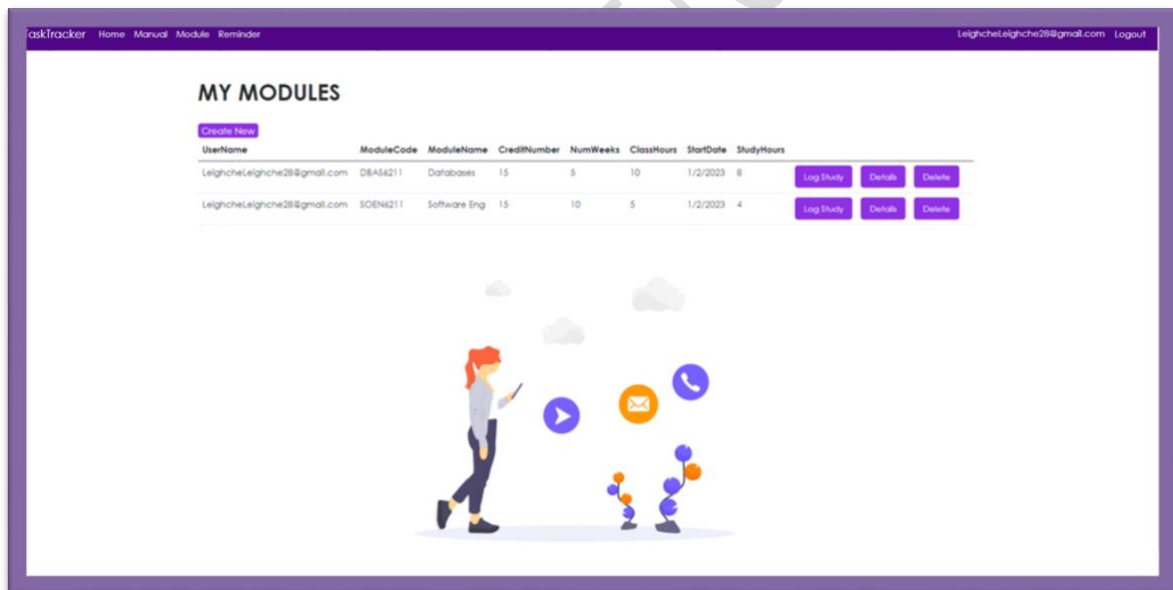 TaskTracker Home Manual Module Reminder LeighcheLeighche28@gmail.com Logout
MY MODULES
Create New
UserName ModuleCode ModuleName CreditNumber NumWeeks ClassHours StartDate StudyHours
LeighcheLeighche28@gmail.com DBAS6211 Databases 15 5 10 1/2/2023 8 Log Study Details Delete
LeighcheLeighche28@gmail.com SOEN6211 Software Eng 15 10 5 1/2/2023 4 Log Study Details Delete